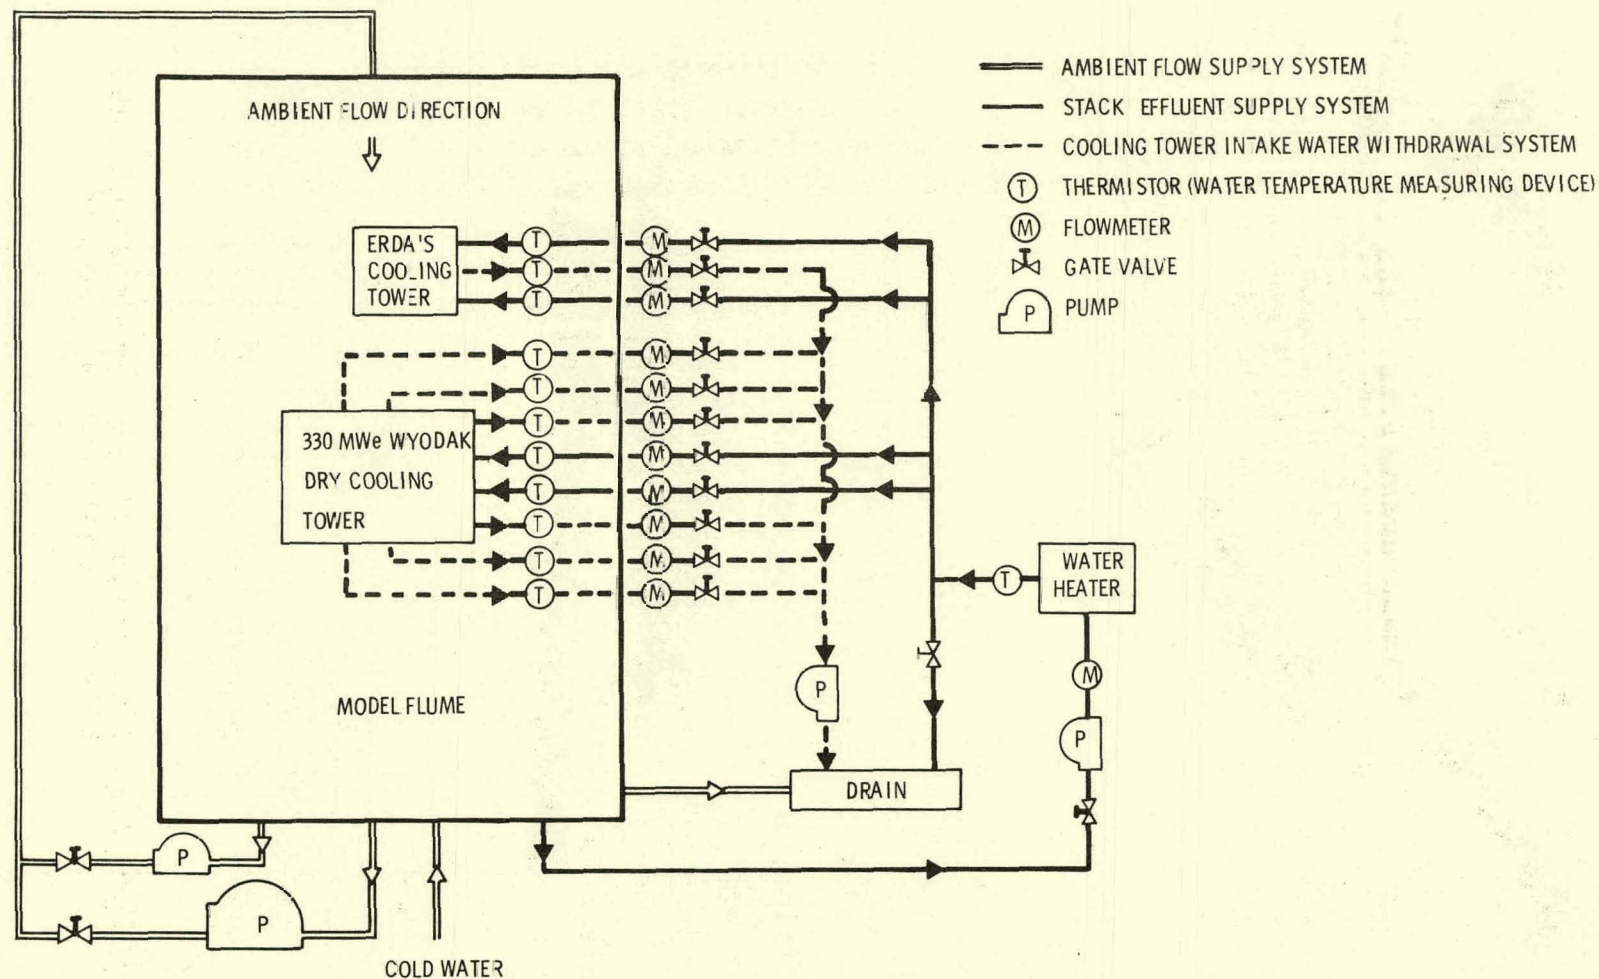 AMBIENT FLOW DIRECTION
AMBIENT FLOW SUPPLY SYSTEM
STACK EFFLUENT SUPPLY SYSTEM
COOLING TOWER INTAKE WATER WITHDRAWAL SYSTEM
T THERMISTOR (WATER TEMPERATURE MEASURING DEVICE)
M FLOWMETER
GATE VALVE
P PUMP
ERDA'S
COOLING
TOWER
T M
T M
T M
T M
T M
T M
T M
T M
T M
T M
T M
330 MWe WYODAK
DRY COOLING
TOWER
WATER
HEATER
T
M
P
P
MODEL FLUME
DRAIN
P
P
COLD WATER